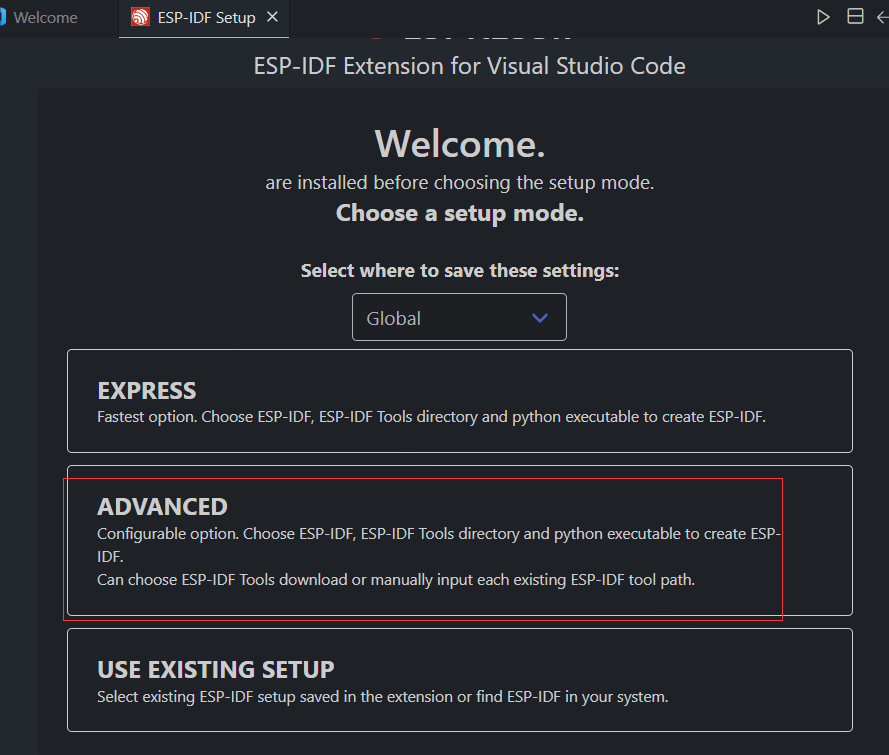 Welcome
ESP-IDF Setup
ESP-IDF Extension for Visual Studio Code
Welcome.
are installed before choosing the setup mode.
Choose a setup mode.
Select where to save these settings:
Global
EXPRESS
Fastest option. Choose ESP-IDF, ESP-IDF Tools directory and python executable to create ESP-IDF.
ADVANCED
Configurable option. Choose ESP-IDF, ESP-IDF Tools directory and python executable to create ESP-
IDF.
Can choose ESP-IDF Tools download or manually input each existing ESP-IDF tool path.
USE EXISTING SETUP
Select existing ESP-IDF setup saved in the extension or find ESP-IDF in your system.